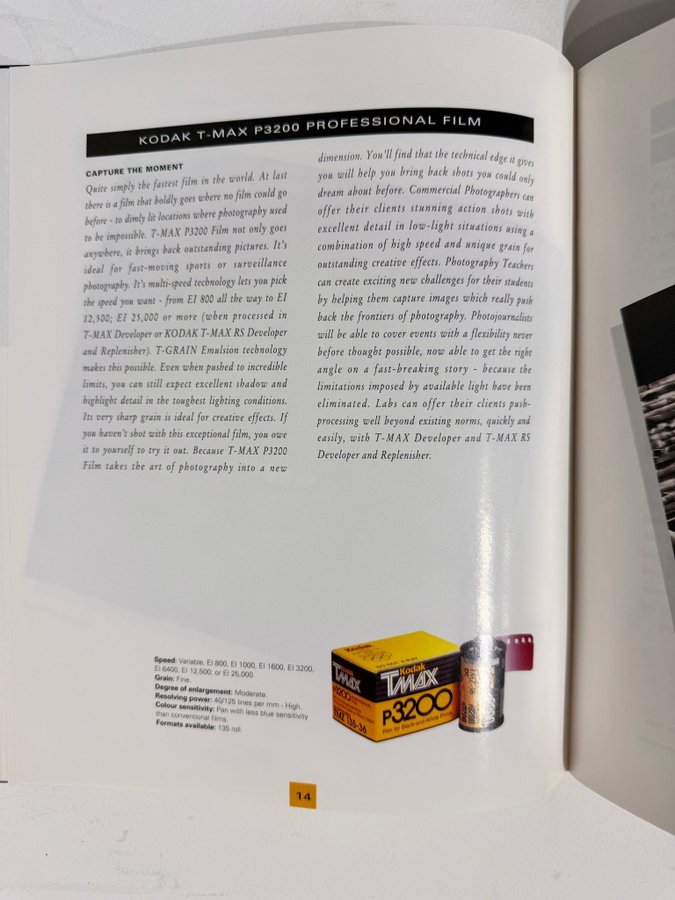 KODAK T-MAX P3200 PROFESSIONAL FILM
CAPTURE THE MOMENT
Quite simply the fastest film in the world. At last
there is a film that boldly goes where no film could go
before - to dimly lit locations where photography used
to be impossible. T-MAX P3200 Film not only goes
anywhere, it brings back outstanding pictures. It's
ideal for fast-moving sports or surveillance
photography. It's multi-speed technology lets you pick
the speed you want - from EI 800 all the way to EI
12,500; EI 25,000 or more (when processed in
T-MAX Developer or KODAK T-MAX RS Developer
and Replenisher). T-GRAIN Emulsion technology
makes this possible. Even when pushed to incredible
limits, you can still expect excellent shadow and
highlight detail in the toughest lighting conditions.
Its very sharp grain is ideal for creative effects. If
you haven't shot with this exceptional film, you owe
it to yourself to try it out. Because T-MAX P3200
Film takes the art of photography into a new
dimension. You'll find that the technical edge it gives
you will help you bring back shots you could only
dream about before. Commercial Photographers can
offer their clients stunning action shots with
excellent detail in low-light situations using a
combination of high speed and unique grain for
outstanding creative effects. Photography Teachers
can create exciting new challenges for their students
by helping them capture images which really push
back the frontiers of photography. Photojournalists
will be able to cover events with a flexibility never
before thought possible, now able to get the right
angle on a fast-breaking story - because the
limitations imposed by available light have been
eliminated. Labs can offer their clients push-
processing well beyond existing norms, quickly and
easily, with T-MAX Developer and T-MAX RS
Developer and Replenisher.
Speed: Variable, EI 800, EI 1000, EI 1600, EI 3200,
EI 6400, EI 12,500, or EI 25,000.
Grain: Fine.
Degree of enlargement: Moderate.
Resolving power: 40/125 lines per mm - High.
Colour sensitivity: Pan with less blue sensitivity
than conventional films.
Formats available: 135 roll.
Kodak
DO NOT X-RAY
TMAX
P3200
135-36
Kodak
TMAX
P3200
Film for Black-and-White Prints
14